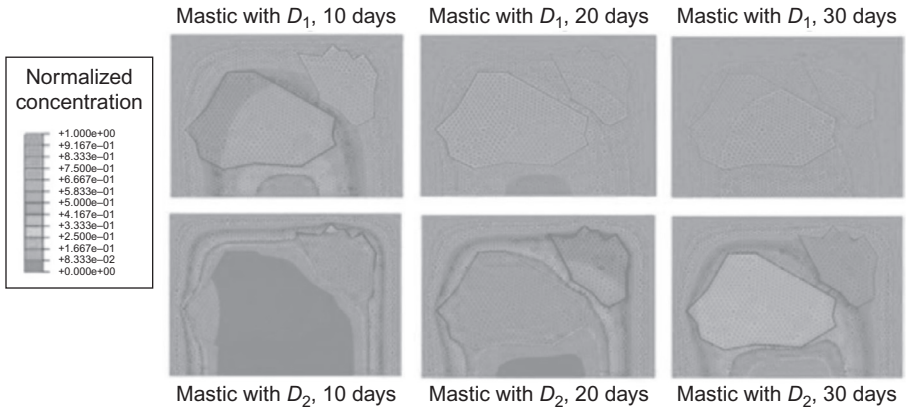 Mastic with D1, 10 days
Mastic with D1, 20 days
Mastic with D1, 30 days
Normalized
concentration
+1.000e+00
+9.167e–01
+8.333e–01
+7.500e–01
+6.667e–01
+5.833e–01
+5.000e–01
+4.167e–01
+3.333e–01
+2.500e–01
+1.667e–01
+8.333e–02
+0.000e+00
Mastic with D2, 10 days
Mastic with D2, 20 days
Mastic with D2, 30 days